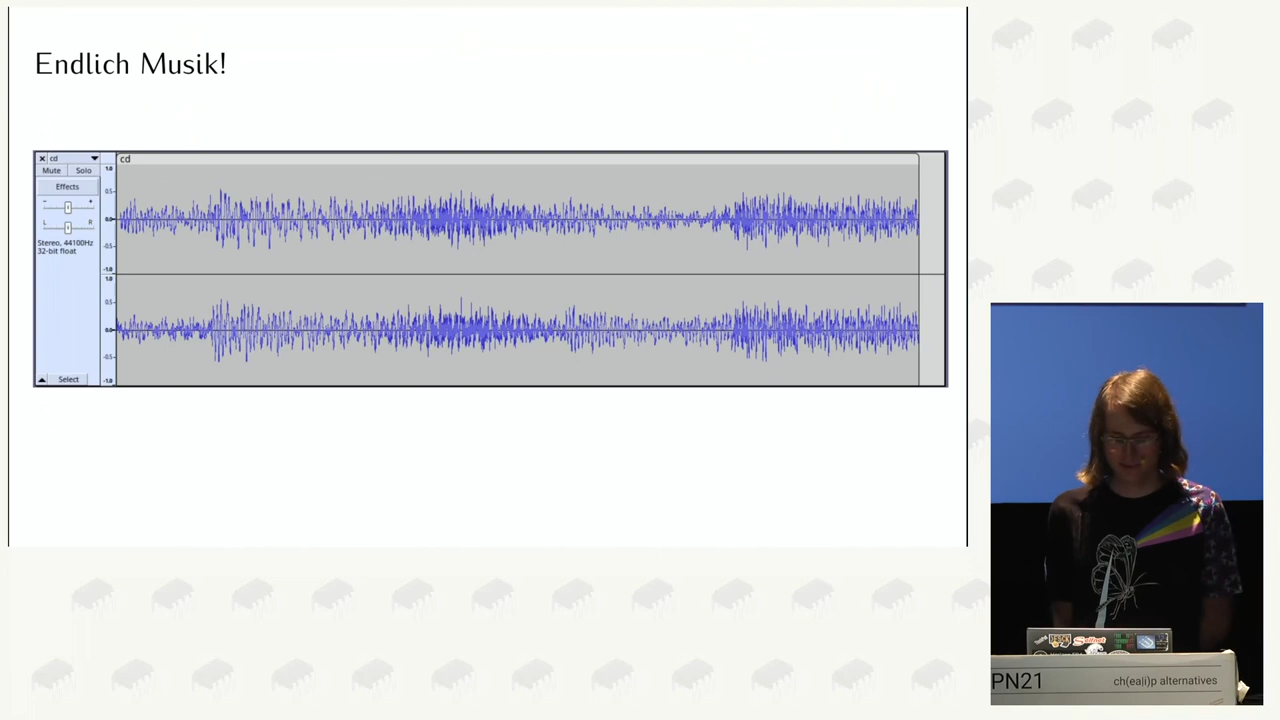 Endlich Musik!
cd
cd
Mute Solo
1.0
Effects
0.5
- +
0.0
L R
-0.5
Stereo, 44100Hz
32-bit float
-1.0
1.0
0.5
0.0
-0.5
Select
-1.0
PN21
ch(ea|i)p alternatives